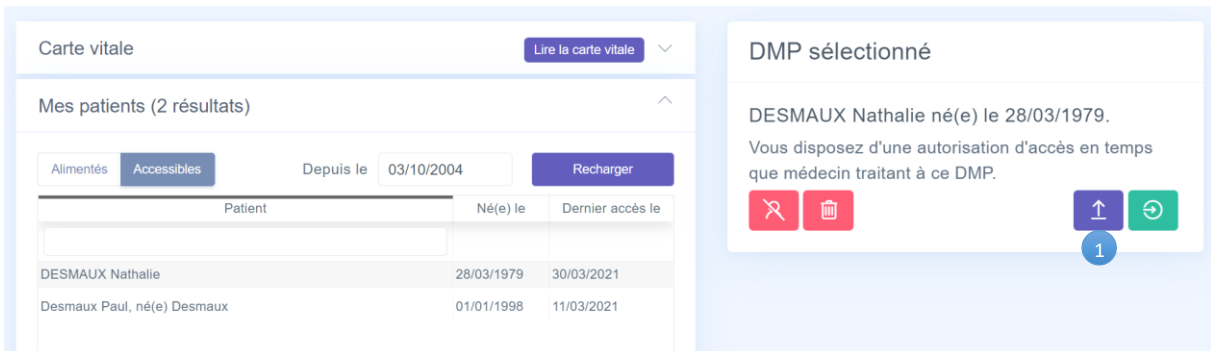 Carte vitale
Lire la carte vitale
Mes patients (2 résultats)
Alimentés
Accessibles
Depuis le
03/10/2004
Recharger
Patient
Né(e) le
Dernier accès le
DESMAUX Nathalie
28/03/1979
30/03/2021
Desmaux Paul, né(e) Desmaux
01/01/1998
11/03/2021
DMP sélectionné
DESMAUX Nathalie né(e) le 28/03/1979.
Vous disposez d'une autorisation d'accès en temps
que médecin traitant à ce DMP.
1